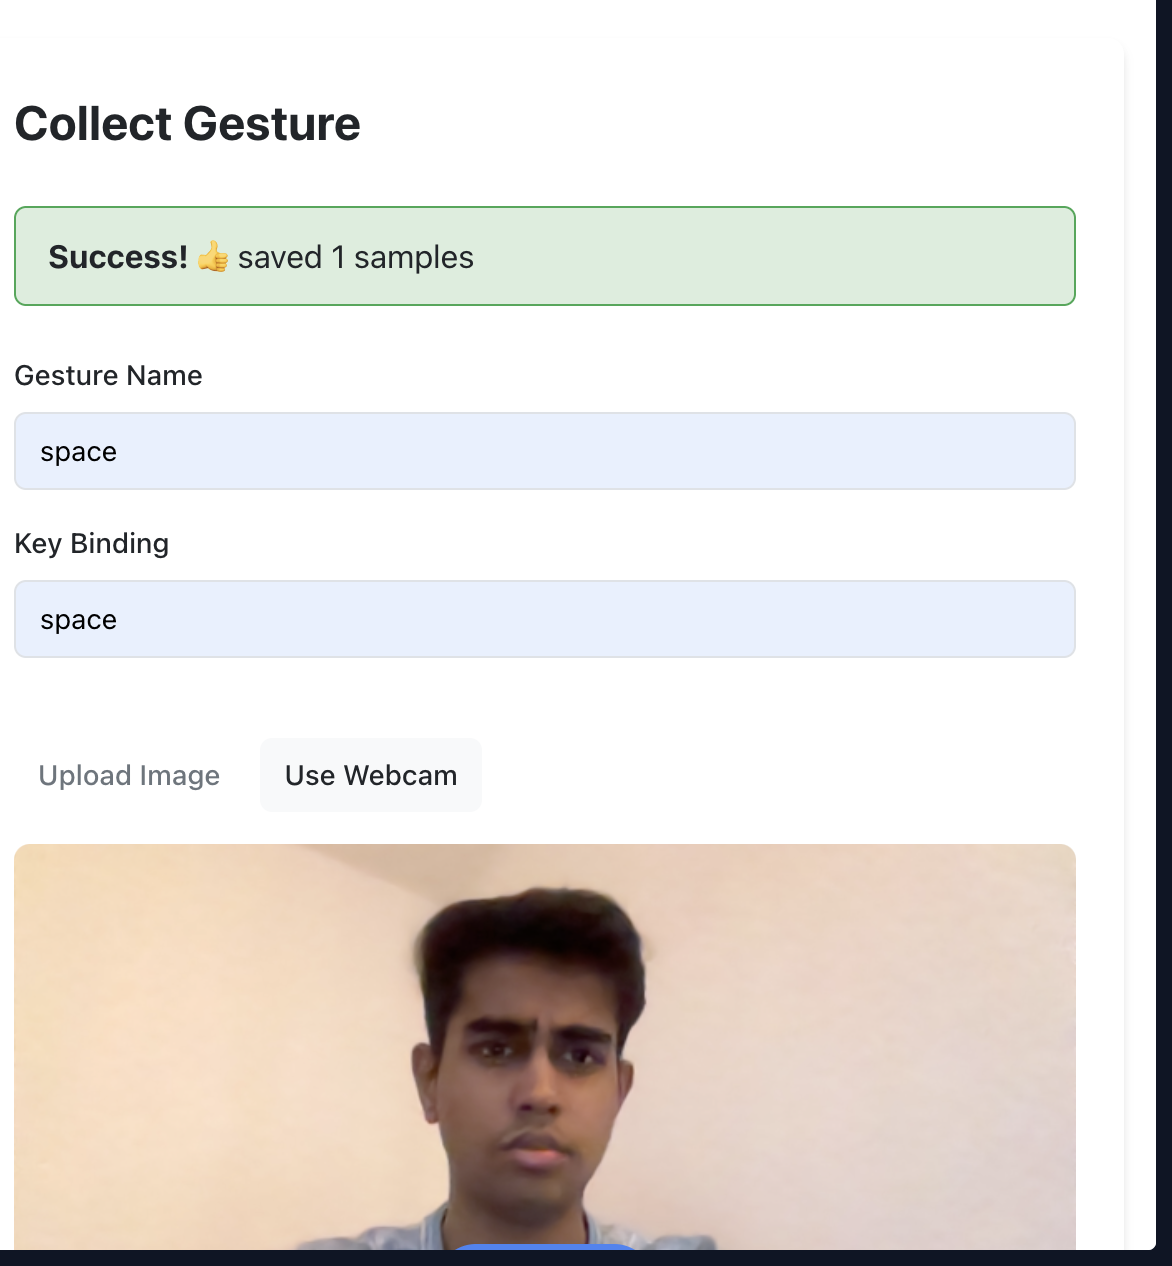 Collect Gesture
Success! 👍 saved 1 samples
Gesture Name
space
Key Binding
space
Upload Image
Use Webcam